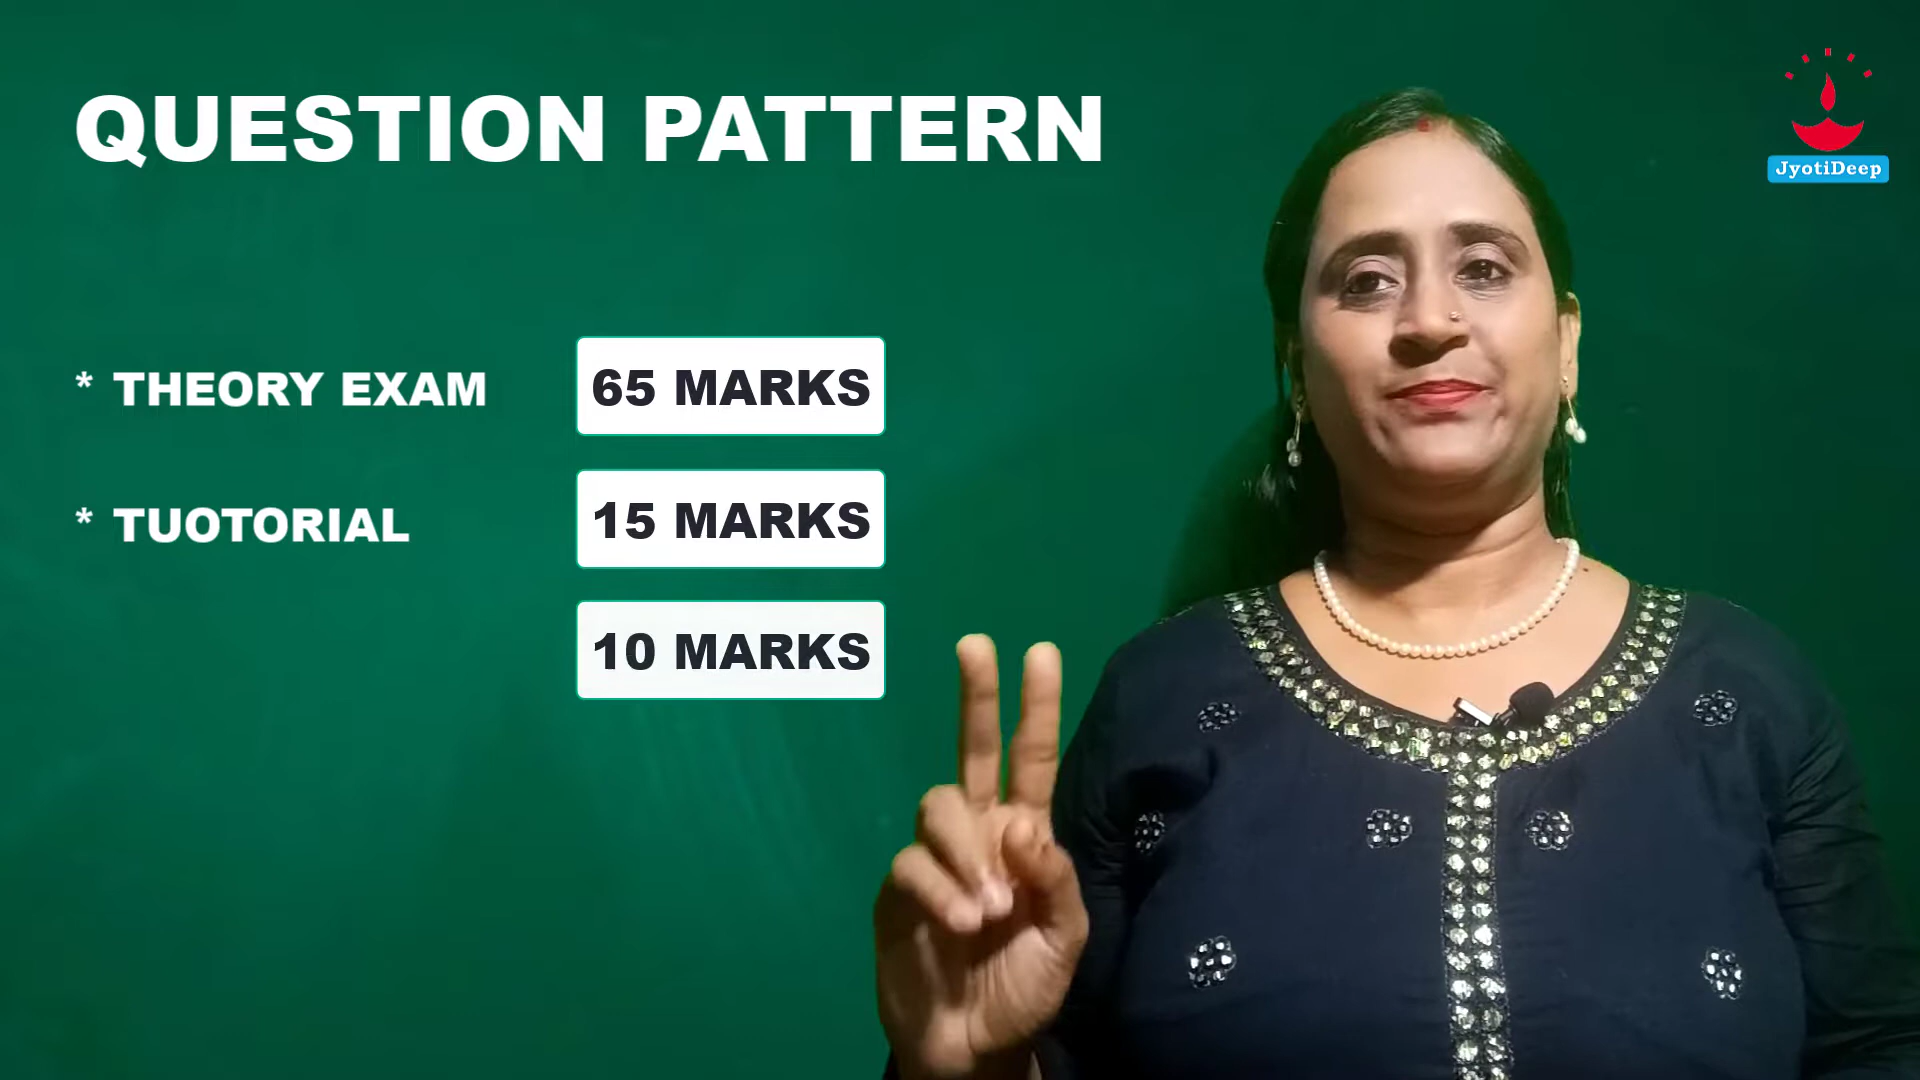 QUESTION PATTERN
JyotiDeep
* THEORY EXAM 65 MARKS
* TUOTORIAL 15 MARKS
10 MARKS